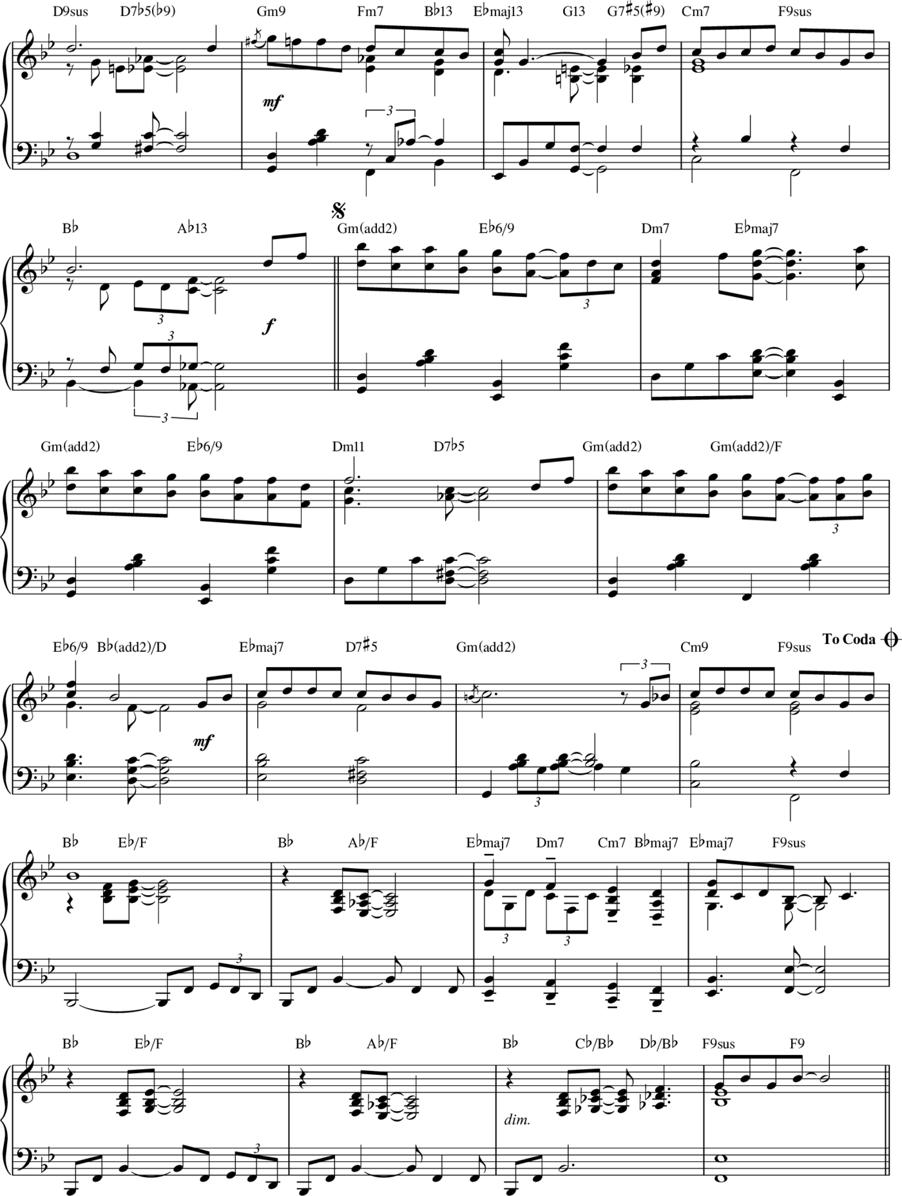 D9sus D7♭5(♭9) Gm9 Fm7 B♭13 E♭maj13 G13 G7♯5(♯9) Cm7 F9sus
mf 3
B♭ A♭13 Gm(add2) E♭6/9 Dm7 E♭maj7
3 f 3
3
Gm(add2) E♭6/9 Dm11 D7♭5 Gm(add2) Gm(add2)/F
3
To Coda
E♭6/9 B♭(add2)/D E♭maj7 D7♯5 Gm(add2) Cm9 F9sus
3
mf
3
B♭ E♭/F B♭ A♭/F E♭maj7 Dm7 Cm7 B♭maj7 E♭maj7 F9sus
3 3
3
B♭ E♭/F B♭ A♭/F B♭ C♭/B♭ D♭/B♭ F9sus F9
dim.
3